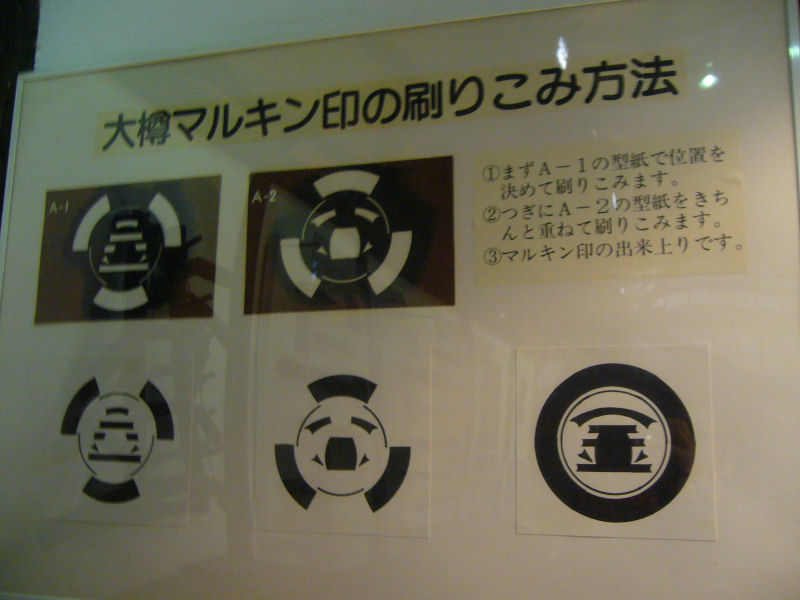 大樽マルキン印の刷りこみ方法
A-1
A-2
①まずA－1の型紙で位置を
決めて刷りこみます。
②つぎにA－2の型紙をきち
んと重ねて刷りこみます。
③マルキン印の出来上りです。
金